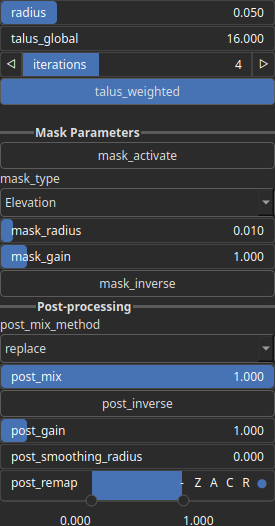 radius 0.050
talus_global 16.000
iterations 4
talus_weighted
Mask Parameters
mask_activate
mask_type
Elevation
mask_radius 0.010
mask_gain 1.000
mask_inverse
Post-processing
post_mix_method
replace
post_mix 1.000
post_inverse
post_gain 1.000
post_smoothing_radius 0.000
post_remap - Z A C R
0.000 1.000